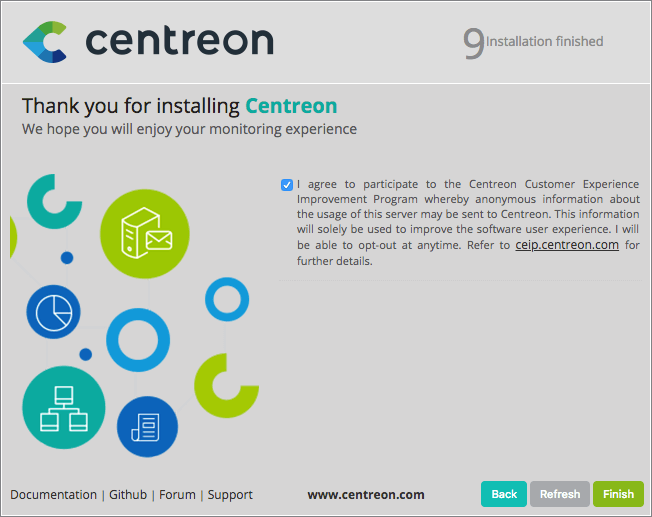 centreon
9 Installation finished
Thank you for installing Centreon
We hope you will enjoy your monitoring experience
I agree to participate to the Centreon Customer Experience
Improvement Program whereby anonymous information about
the usage of this server may be sent to Centreon. This information
will solely be used to improve the software user experience. I will
be able to opt-out at anytime. Refer to ceip.centreon.com for
further details.
Documentation | Github | Forum | Support
www.centreon.com
Back Refresh Finish